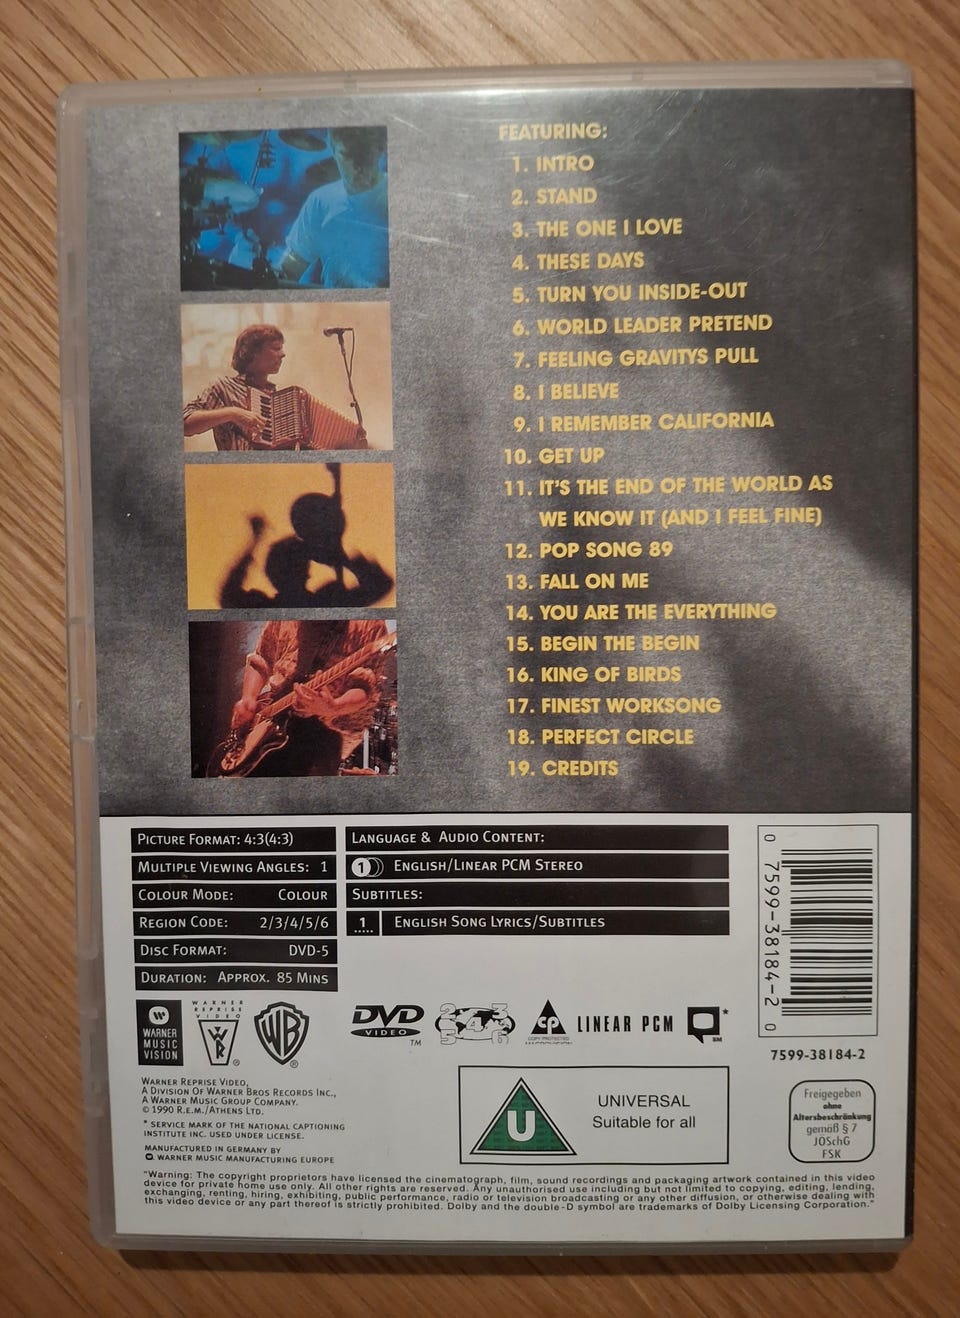 FEATURING:
1. INTRO
2. STAND
3. THE ONE I LOVE
4. THESE DAYS
5. TURN YOU INSIDE-OUT
6. WORLD LEADER PRETEND
7. FEELING GRAVITYS PULL
8. I BELIEVE
9. I REMEMBER CALIFORNIA
10. GET UP
11. IT'S THE END OF THE WORLD AS
WE KNOW IT (AND I FEEL FINE)
12. POP SONG 89
13. FALL ON ME
14. YOU ARE THE EVERYTHING
15. BEGIN THE BEGIN
16. KING OF BIRDS
17. FINEST WORKSONG
18. PERFECT CIRCLE
19. CREDITS
PICTURE FORMAT: 4:3(4:3)
MULTIPLE VIEWING ANGLES: 1
COLOUR MODE: COLOUR
REGION CODE: 2/3/4/5/6
DISC FORMAT: DVD-5
DURATION: APPROX. 85 MINS
LANGUAGE & AUDIO CONTENT:
1 ENGLISH/LINEAR PCM STEREO
SUBTITLES:
1 ENGLISH SONG LYRICS/SUBTITLES
0 7599-38184-2 0
7599-38184-2
WARNER
MUSIC
VISION
WARNER
REPRISE
VIDEO
WRV ®
WB ®
DVD
VIDEO TM
2 3 4 5 6
CP
COPY PROTECTED
MACROVISION
LINEAR PCM
* SM
WARNER REPRISE VIDEO,
A DIVISION OF WARNER BROS RECORDS INC.,
A WARNER MUSIC GROUP COMPANY.
© 1990 R.E.M./ATHENS LTD.
* SERVICE MARK OF THE NATIONAL CAPTIONING
INSTITUTE INC. USED UNDER LICENSE.
MANUFACTURED IN GERMANY BY
WARNER MUSIC MANUFACTURING EUROPE
U
UNIVERSAL
Suitable for all
Freigegeben
ohne
Altersbeschränkung
gemäß § 7
JÖSchG
FSK
"Warning: The copyright proprietors have licensed the cinematograph, film, sound recordings and packaging artwork contained in this video
device for private home use only. All other rights are reserved. Any unauthorised use including but not limited to copying, editing, lending,
exchanging, renting, hiring, exhibiting, public performance, radio or television broadcasting or any other diffusion, or otherwise dealing with
this video device or any part thereof is strictly prohibited. Dolby and the double-D symbol are trademarks of Dolby Licensing Corporation."